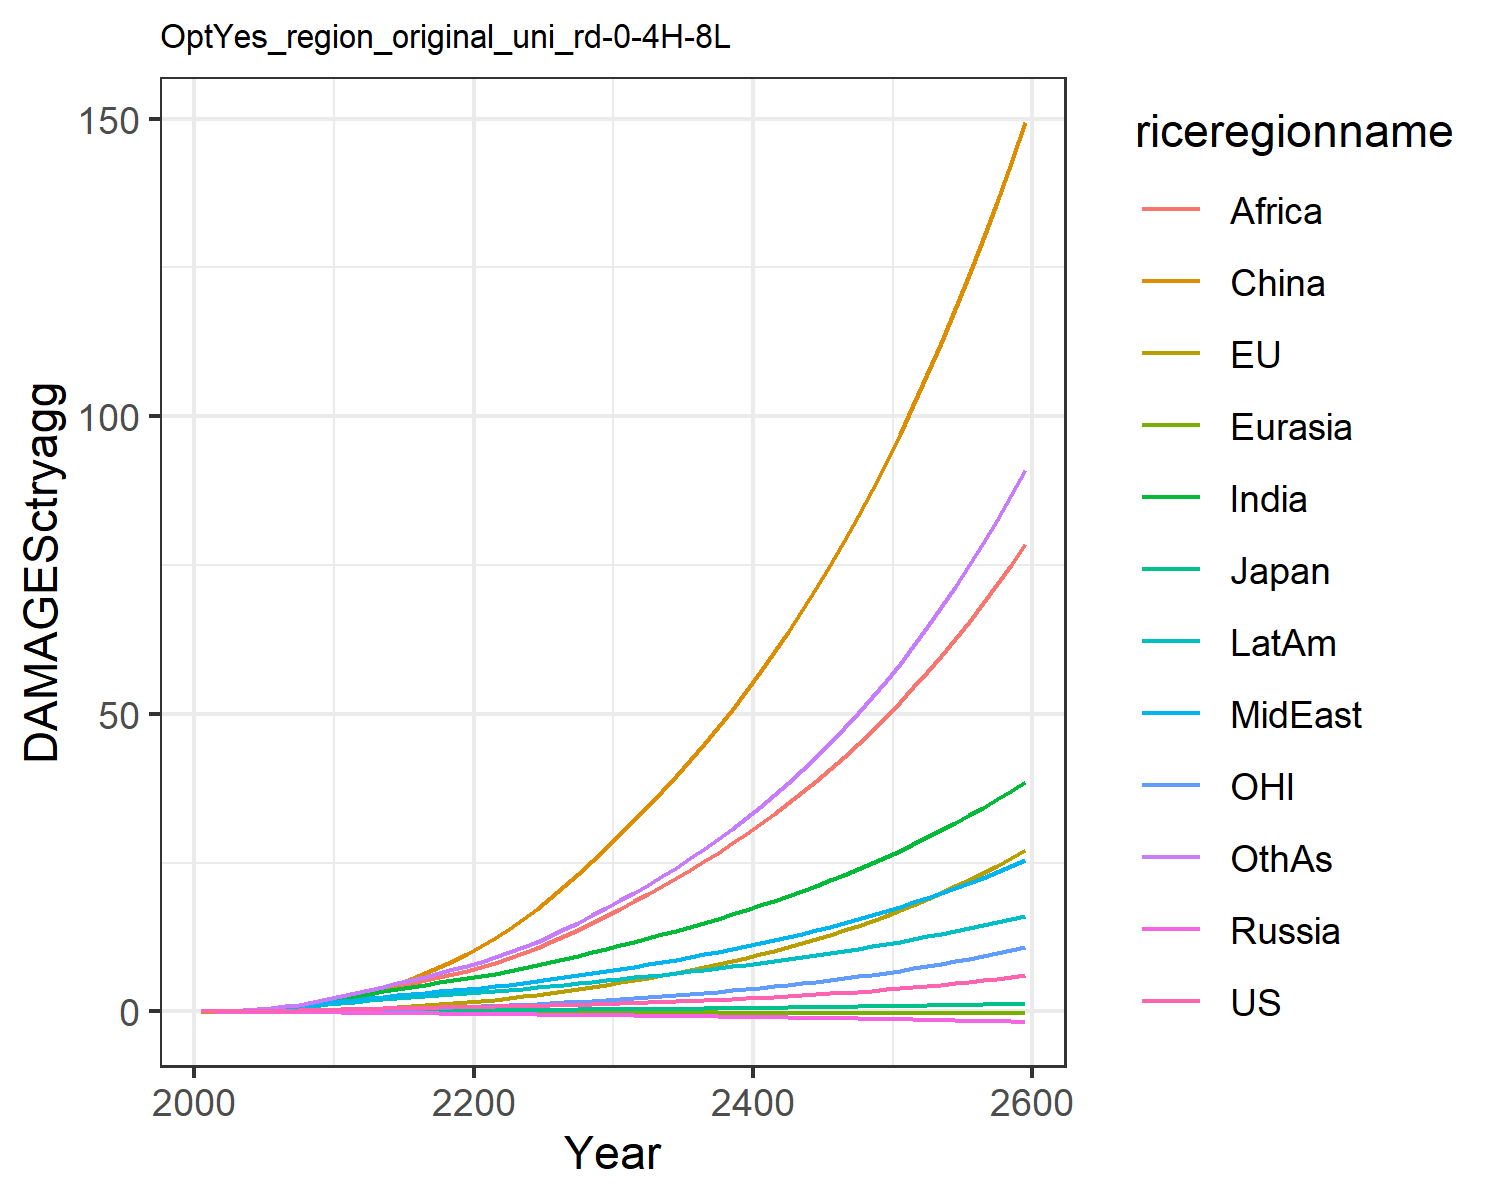 OptYes_region_original_uni_rd-0-4H-8L
150
100
50
0
DAMAGESctryagg
2000
2200
2400
2600
Year
riceregionname
Africa
China
EU
Eurasia
India
Japan
LatAm
MidEast
OHI
OthAs
Russia
US